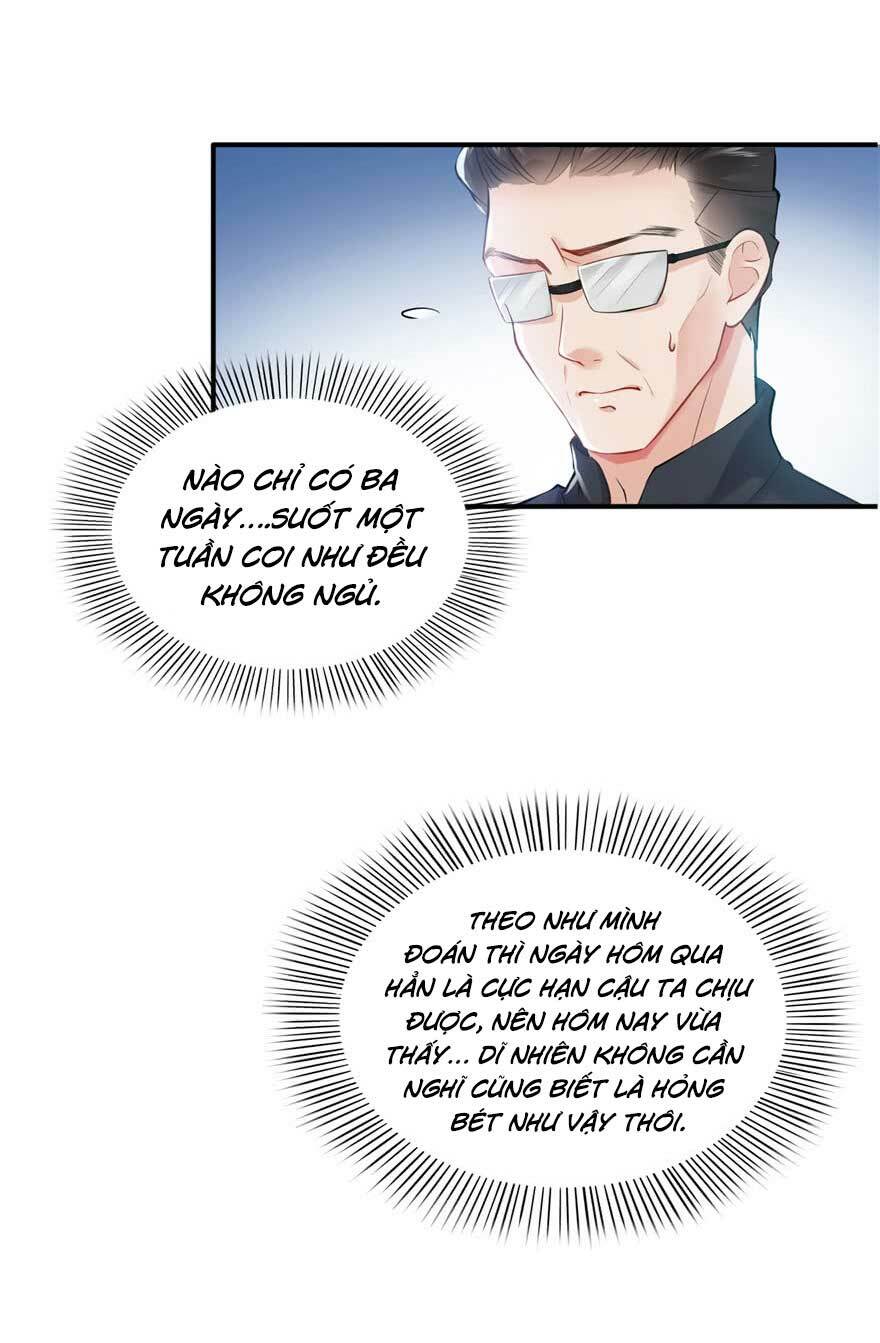 NÀO CHỈ CÓ BA
NGÀY....SUỐT MỘT
TUẦN COI NHƯ ĐỀU
KHÔNG NGỦ.
THEO NHƯ MÌNH
ĐOÁN THÌ NGÀY HÔM QUA
HẲN LÀ CỰC HẠN CẬU TA CHỊU
ĐƯỢC, NÊN HÔM NAY VỪA
THẤY... DĨ NHIÊN KHÔNG CẦN
NGHĨ CŨNG BIẾT LÀ HỎNG
BÉT NHƯ VẬY THÔI.